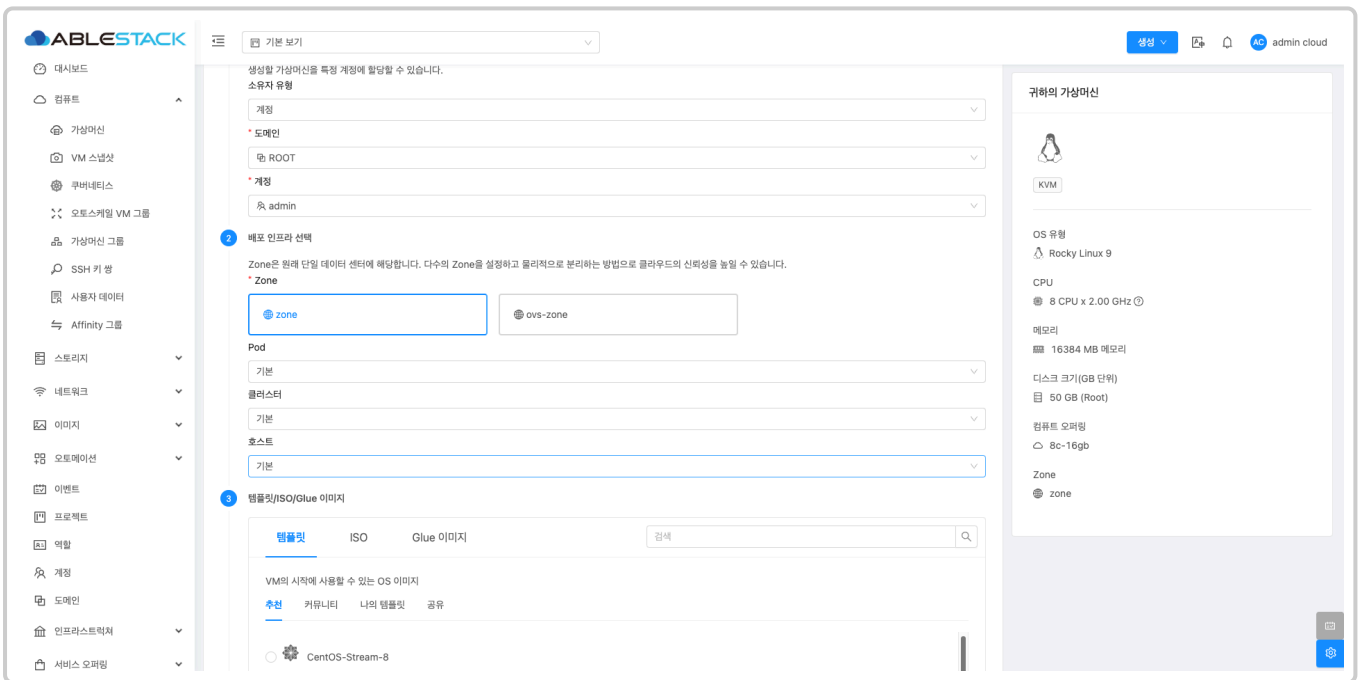 ABLESTACK
기본 보기
생성
AC
admin cloud
대시보드
컴퓨트
가상머신
VM 스냅샷
쿠버네티스
오토스케일 VM 그룹
가상머신 그룹
SSH 키 쌍
사용자 데이터
Affinity 그룹
스토리지
네트워크
이미지
오토메이션
이벤트
프로젝트
역할
계정
도메인
인프라스트럭쳐
서비스 오퍼링
생성할 가상머신을 특정 계정에 할당할 수 있습니다.
소유자 유형
계정
* 도메인
ROOT
* 계정
admin
2 배포 인프라 선택
Zone은 원래 단일 데이터 센터에 해당합니다. 다수의 Zone을 설정하고 물리적으로 분리하는 방법으로 클라우드의 신뢰성을 높일 수 있습니다.
* Zone
zone
ovs-zone
Pod
기본
클러스터
기본
호스트
기본
3 템플릿/ISO/Glue 이미지
템플릿 ISO Glue 이미지
검색
VM의 시작에 사용할 수 있는 OS 이미지
추천 커뮤니티 나의 템플릿 공유
CentOS-Stream-8
귀하의 가상머신
KVM
OS 유형
Rocky Linux 9
CPU
8 CPU x 2.00 GHz
메모리
16384 MB 메모리
디스크 크기(GB 단위)
50 GB (Root)
컴퓨트 오퍼링
8c-16gb
Zone
zone